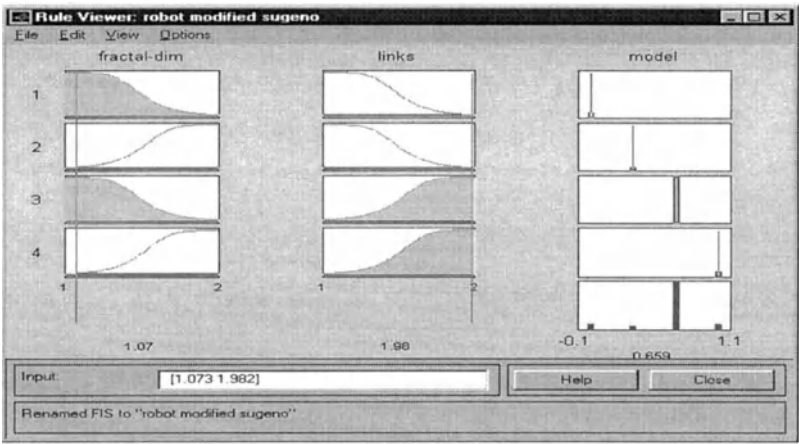 Rule Viewer: robot modified sugeno
File Edit View Options
fractal-dim links model
1
2
3
4
1 2 1 2
-0.1 1.1
1.07 1.98 0.659
Input: [1.073 1.982] Help Close
Renamed FIS to "robot modified sugeno"